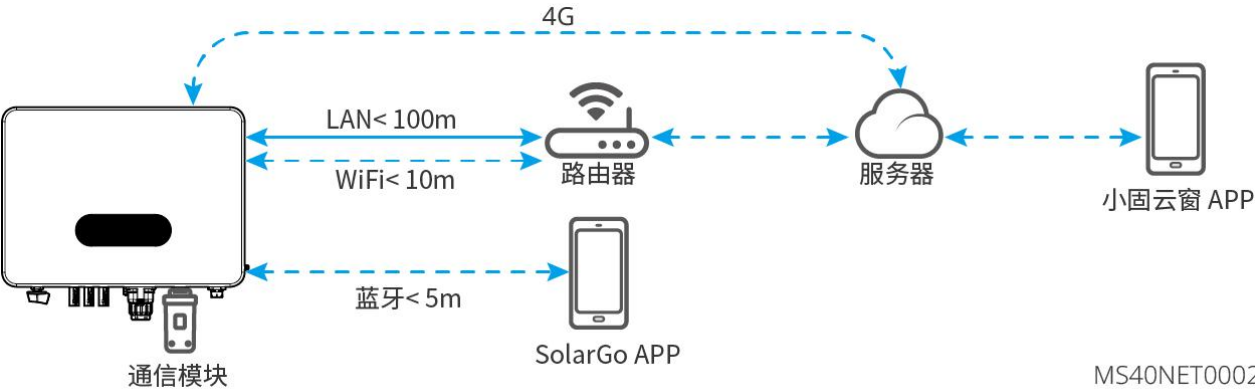 4G
LAN< 100m
WiFi< 10m
路由器
服务器
小固云窗 APP
蓝牙< 5m
SolarGo APP
通信模块
MS40NET0002